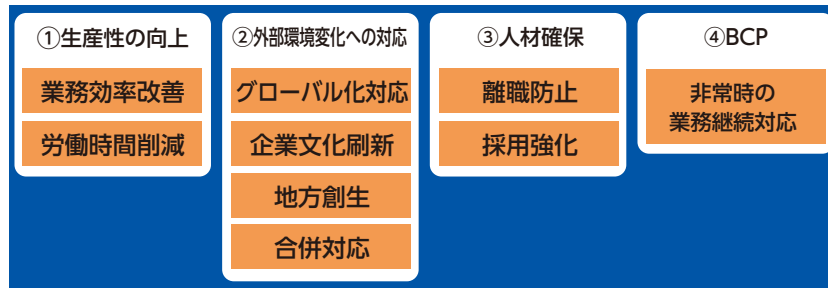 ①生産性の向上
業務効率改善
労働時間削減
②外部環境変化への対応
グローバル化対応
企業文化刷新
地方創生
合併対応
③人材確保
離職防止
採用強化
④BCP
非常時の
業務継続対応